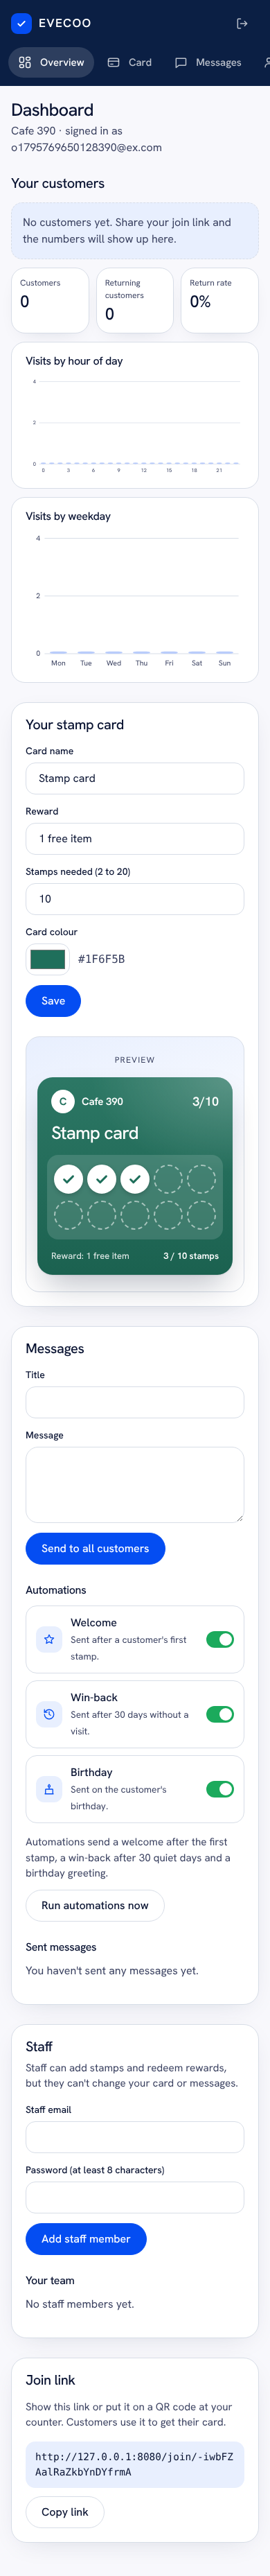 EVECOO
Overview
Card
Messages
Dashboard
Cafe 390 · signed in as
o1795769650128390@ex.com
Your customers
No customers yet. Share your join link and
the numbers will show up here.
Customers
0
Returning
customers
0
Return rate
0%
Visits by hour of day
4
2
0
0 3 6 9 12 15 18 21
Visits by weekday
4
2
0
Mon Tue Wed Thu Fri Sat Sun
Your stamp card
Card name
Stamp card
Reward
1 free item
Stamps needed (2 to 20)
10
Card colour
#1F6F5B
Save
PREVIEW
C Cafe 390 3/10
Stamp card
Reward: 1 free item 3 / 10 stamps
Messages
Title
Message
Send to all customers
Automations
Welcome
Sent after a customer's first
stamp.
Win-back
Sent after 30 days without a
visit.
Birthday
Sent on the customer's
birthday.
Automations send a welcome after the first
stamp, a win-back after 30 quiet days and a
birthday greeting.
Run automations now
Sent messages
You haven't sent any messages yet.
Staff
Staff can add stamps and redeem rewards,
but they can't change your card or messages.
Staff email
Password (at least 8 characters)
Add staff member
Your team
No staff members yet.
Join link
Show this link or put it on a QR code at your
counter. Customers use it to get their card.
http://127.0.0.1:8080/join/-iwbFZ
AalRaZkbYnDYfrmA
Copy link